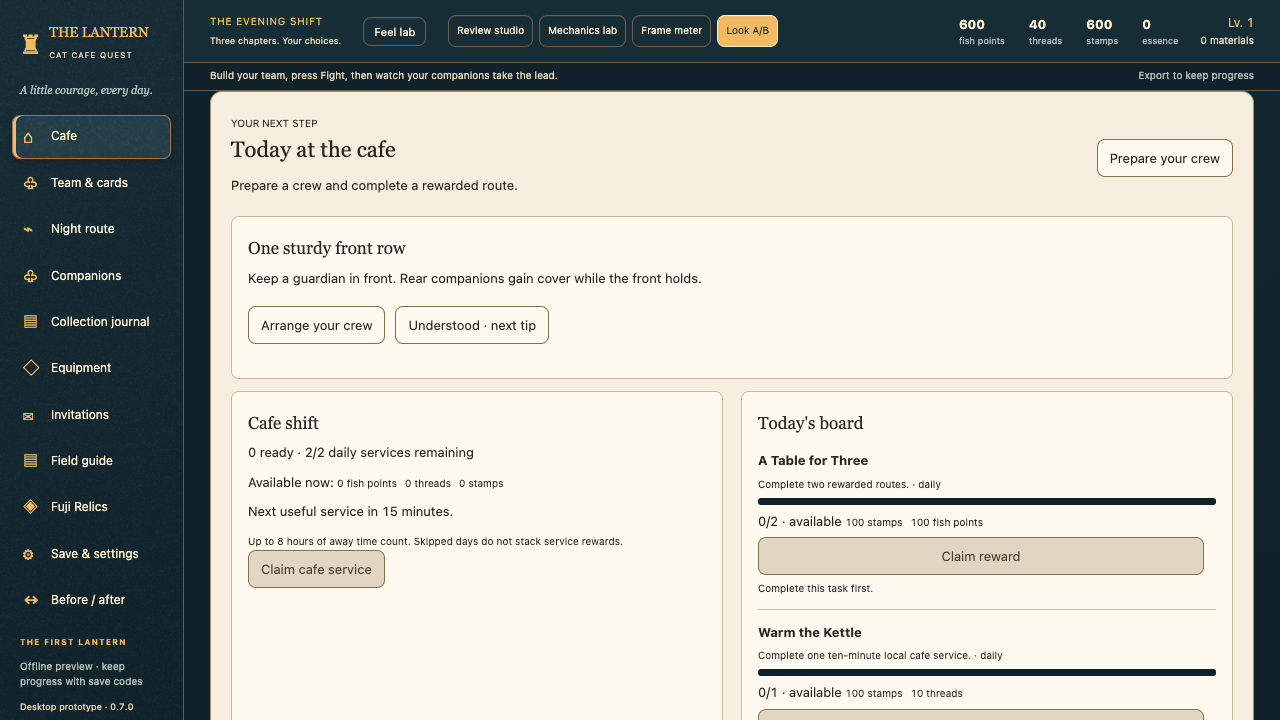 THE LANTERN
CAT CAFE QUEST
A little courage, every day.
Cafe
Team & cards
Night route
Companions
Collection journal
Equipment
Invitations
Field guide
Fuji Relics
Save & settings
Before / after
THE FIRST LANTERN
Offline preview · keep
progress with save codes
Desktop prototype · 0.7.0
THE EVENING SHIFT
Three chapters. Your choices.
Feel lab
Review studio
Mechanics lab
Frame meter
Look A/B
600
fish points
40
threads
600
stamps
0
essence
Lv. 1
0 materials
Build your team, press Fight, then watch your companions take the lead.
Export to keep progress
YOUR NEXT STEP
Today at the cafe
Prepare a crew and complete a rewarded route.
Prepare your crew
One sturdy front row
Keep a guardian in front. Rear companions gain cover while the front holds.
Arrange your crew
Understood · next tip
Cafe shift
0 ready · 2/2 daily services remaining
Available now: 0 fish points 0 threads 0 stamps
Next useful service in 15 minutes.
Up to 8 hours of away time count. Skipped days do not stack service rewards.
Claim cafe service
Today's board
A Table for Three
Complete two rewarded routes. · daily
0/2 · available 100 stamps 100 fish points
Claim reward
Complete this task first.
Warm the Kettle
Complete one ten-minute local cafe service. · daily
0/1 · available 100 stamps 10 threads